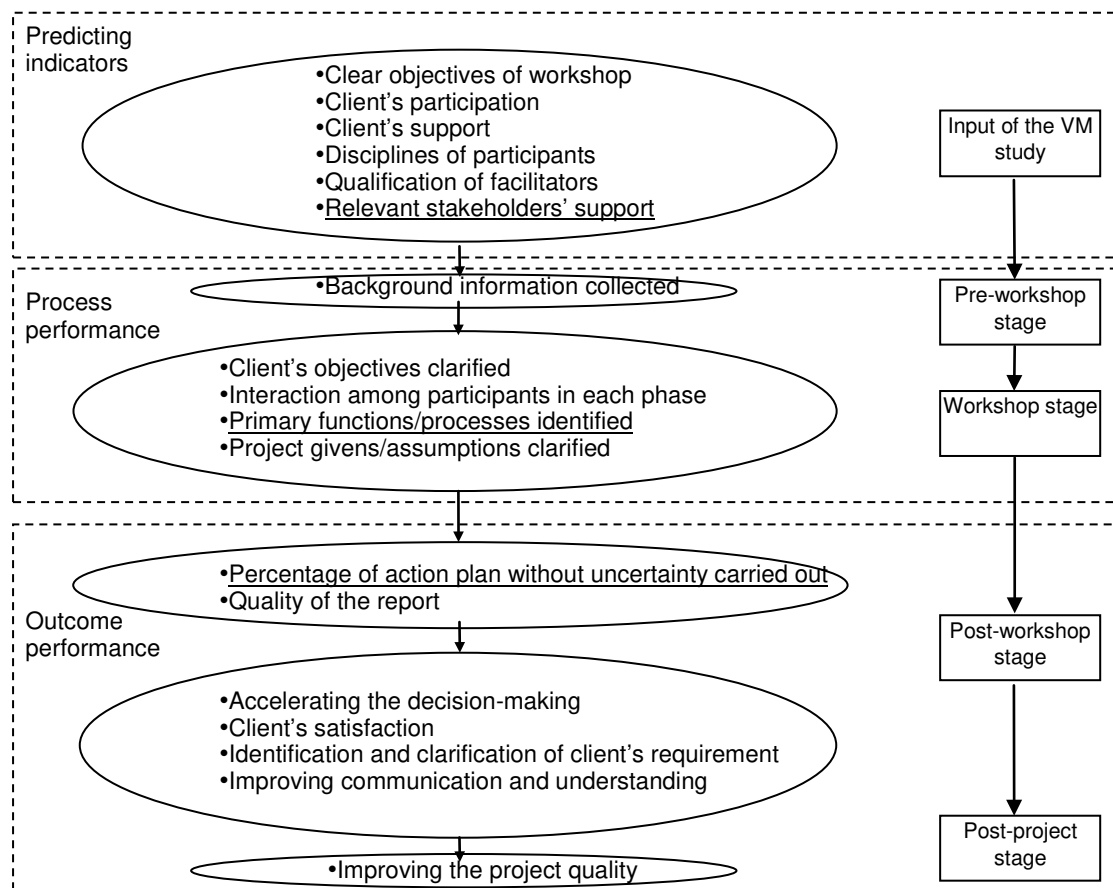 Predicting
indicators
•Clear objectives of workshop
•Client’s participation
•Client’s support
•Disciplines of participants
•Qualification of facilitators
•Relevant stakeholders’ support
Input of the VM
study
Process
performance
•Background information collected
•Client’s objectives clarified
•Interaction among participants in each phase
•Primary functions/processes identified
•Project givens/assumptions clarified
Pre-workshop
stage
Workshop stage
Outcome
performance
•Percentage of action plan without uncertainty carried out
•Quality of the report
•Accelerating the decision-making
•Client’s satisfaction
•Identification and clarification of client’s requirement
•Improving communication and understanding
•Improving the project quality
Post-workshop
stage
Post-project
stage